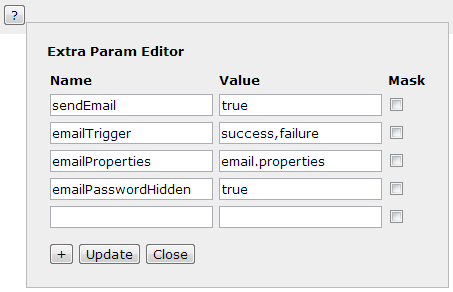 ?
Extra Param Editor
Name Value Mask
sendEmail true
emailTrigger success,failure
emailProperties email.properties
emailPasswordHidden true
+ Update Close